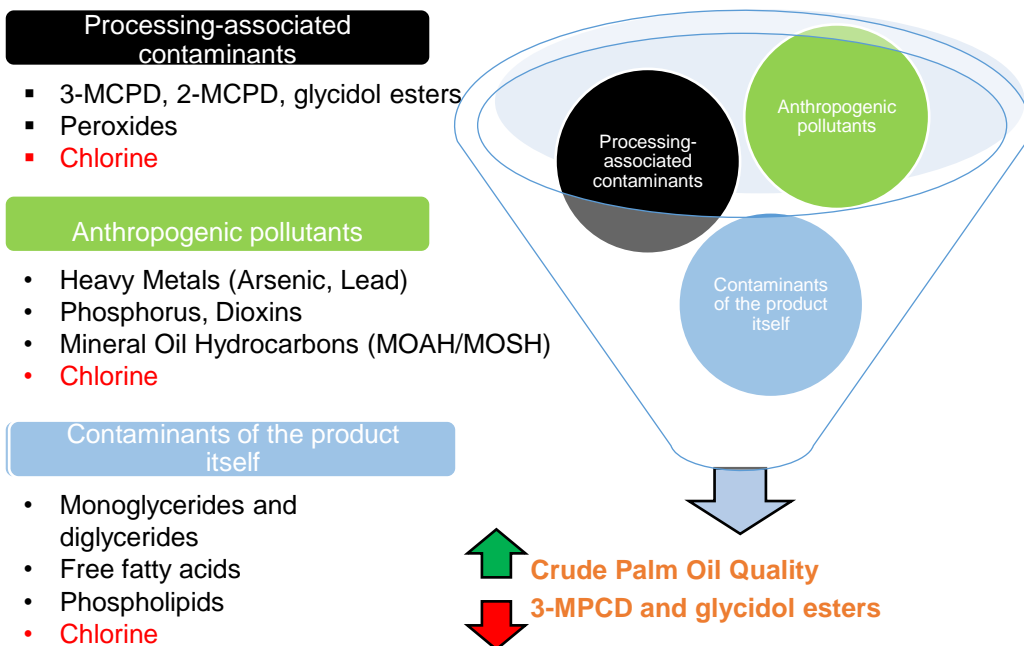 Processing-associated
contaminants
▪ 3-MCPD, 2-MCPD, glycidol esters
▪ Peroxides
▪ Chlorine
Anthropogenic pollutants
• Heavy Metals (Arsenic, Lead)
• Phosphorus, Dioxins
• Mineral Oil Hydrocarbons (MOAH/MOSH)
• Chlorine
Contaminants of the product
itself
• Monoglycerides and
diglycerides
• Free fatty acids
• Phospholipids
• Chlorine
Processing-
associated
contaminants
Anthropogenic
pollutants
Contaminants
of the product
itself
Crude Palm Oil Quality
3-MPCD and glycidol esters